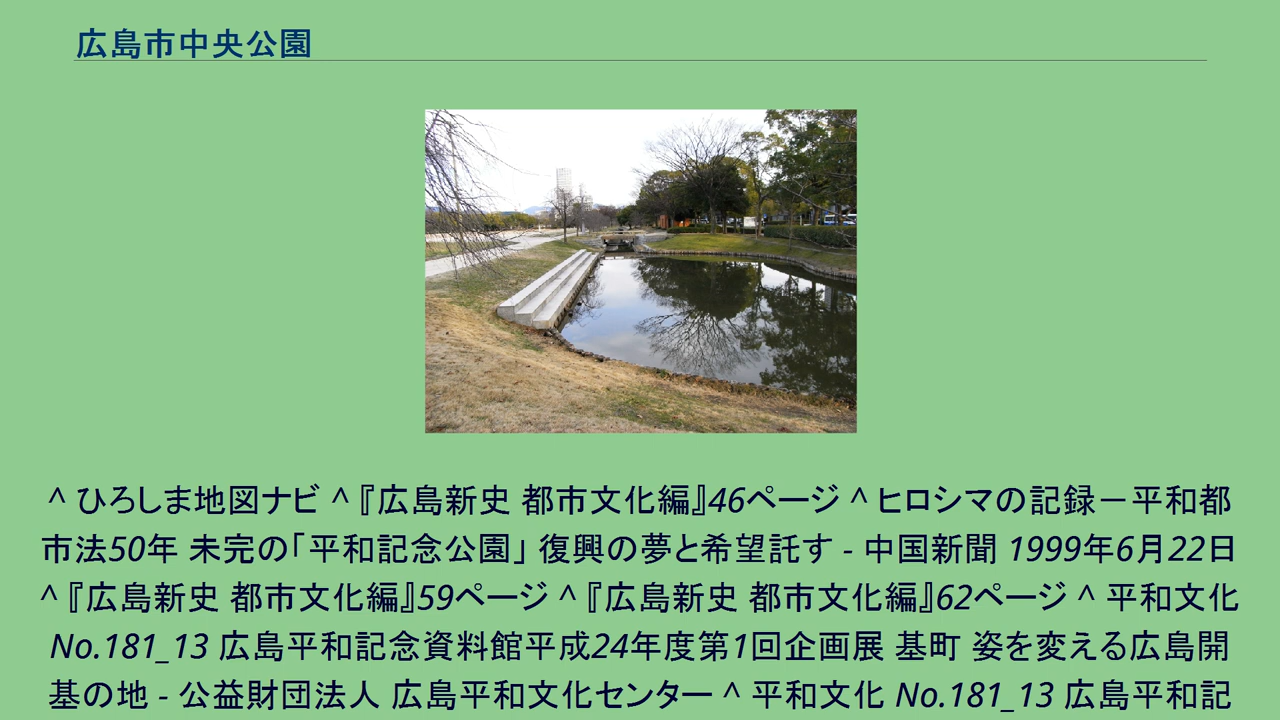 広島市中央公園
^ ひろしま地図ナビ ^ 『広島新史 都市文化編』46ページ ^ ヒロシマの記録－平和都
市法50年 未完の「平和記念公園」 復興の夢と希望託す - 中国新聞 1999年6月22日
^ 『広島新史 都市文化編』59ページ ^ 『広島新史 都市文化編』62ページ ^ 平和文化
No.181_13 広島平和記念資料館平成24年度第1回企画展 基町 姿を変える広島開
基の地 - 公益財団法人 広島平和文化センター ^ 平和文化 No.181_13 広島平和記